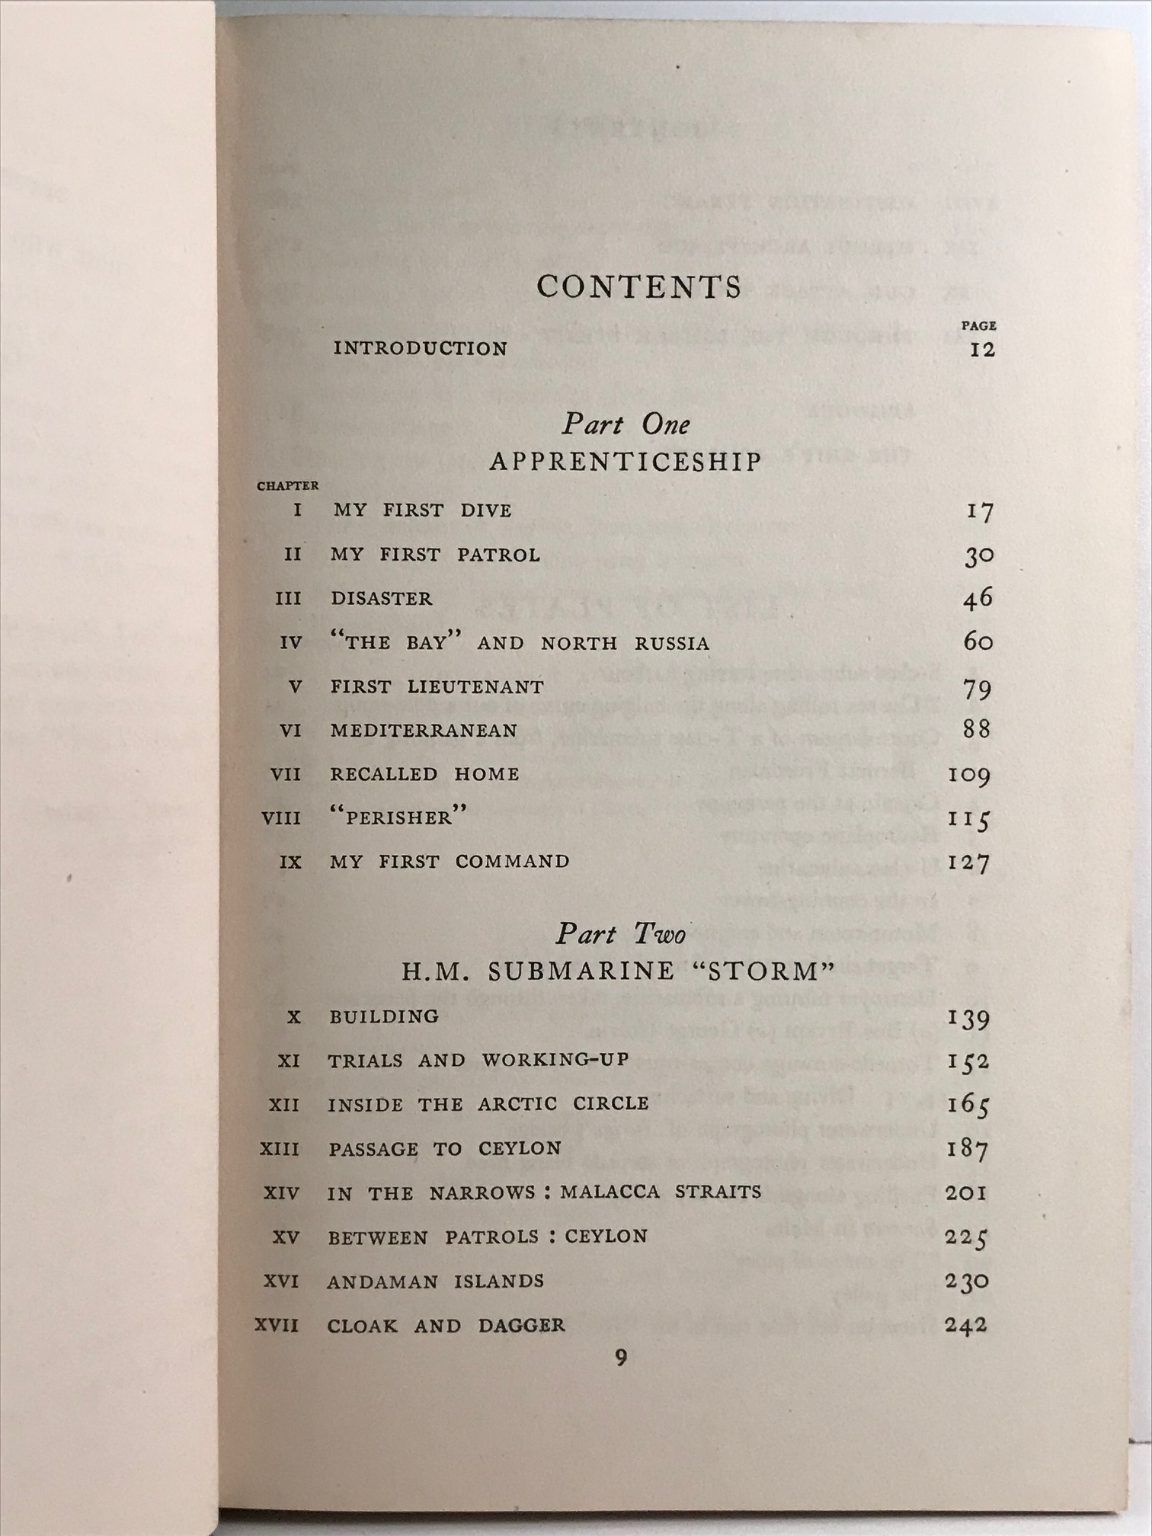 CONTENTS
PAGE
INTRODUCTION 12
Part One
APPRENTICESHIP
CHAPTER
I MY FIRST DIVE 17
II MY FIRST PATROL 30
III DISASTER 46
IV “THE BAY” AND NORTH RUSSIA 60
V FIRST LIEUTENANT 79
VI MEDITERRANEAN 88
VII RECALLED HOME 109
VIII “PERISHER” 115
IX MY FIRST COMMAND 127
Part Two
H.M. SUBMARINE “STORM”
X BUILDING 139
XI TRIALS AND WORKING-UP 152
XII INSIDE THE ARCTIC CIRCLE 165
XIII PASSAGE TO CEYLON 187
XIV IN THE NARROWS : MALACCA STRAITS 201
XV BETWEEN PATROLS : CEYLON 225
XVI ANDAMAN ISLANDS 230
XVII CLOAK AND DAGGER 242
9